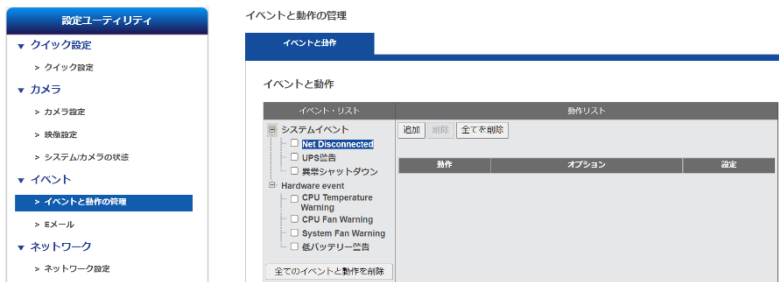 設定ユーティリティ
クイック設定
> クイック設定
カメラ
> カメラ設定
> 映像設定
> システム/カメラの状態
イベント
> イベントと動作の管理
> Eメール
ネットワーク
> ネットワーク設定
イベントと動作の管理
イベントと動作
イベントと動作
イベント・リスト
システムイベント
Net Disconnected
UPS警告
異常シャットダウン
Hardware event
CPU Temperature
Warning
CPU Fan Warning
System Fan Warning
低バッテリー警告
全てのイベントと動作を削除
動作リスト
追加 削除 全てを削除
動作 オプション 設定